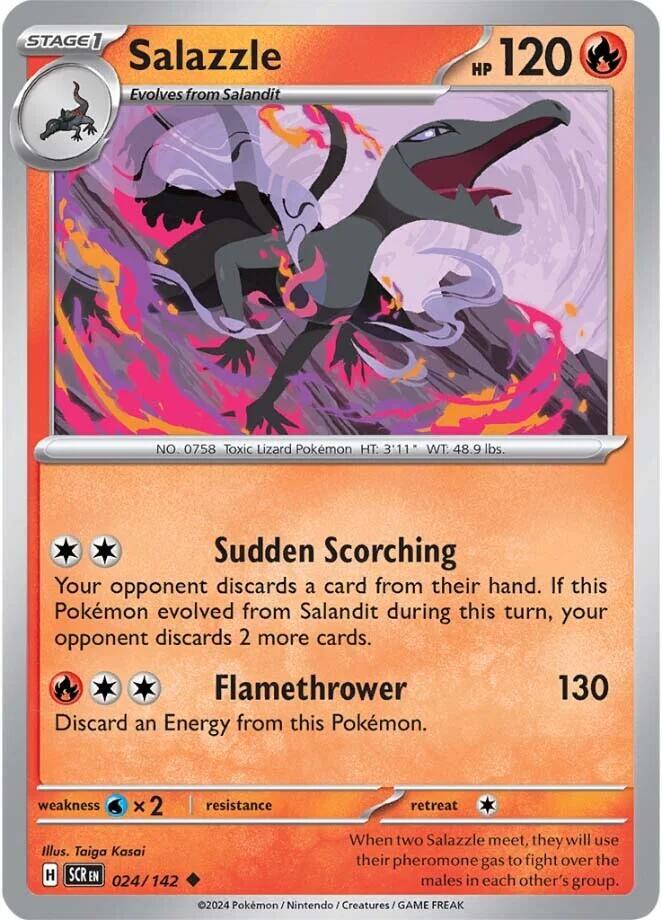 STAGE1
Salazzle
HP 120
Evolves from Salandit
NO. 0758 Toxic Lizard Pokémon HT: 3'11" WT: 48.9 lbs.
Sudden Scorching
Your opponent discards a card from their hand. If this
Pokémon evolved from Salandit during this turn, your
opponent discards 2 more cards.
Flamethrower 130
Discard an Energy from this Pokémon.
weakness ×2 resistance retreat
Illus. Taiga Kasai
H SCR EN 024/142
When two Salazzle meet, they will use
their pheromone gas to fight over the
males in each other's group.
©2024 Pokémon / Nintendo / Creatures / GAME FREAK